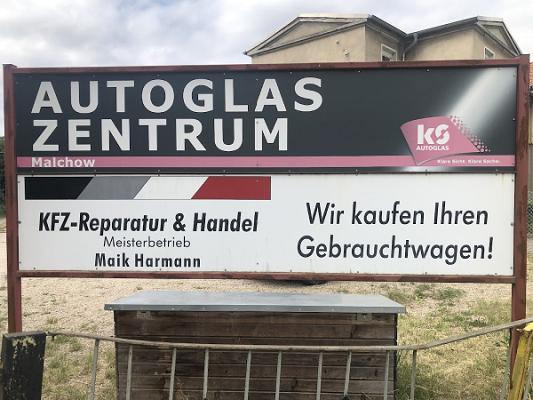 AUTOGLAS
ZENTRUM
Malchow
KS
AUTOGLAS
Klare Sicht. Klare Sache.
KFZ-Reparatur & Handel
Meisterbetrieb
Maik Harmann
Wir kaufen Ihren
Gebrauchtwagen!